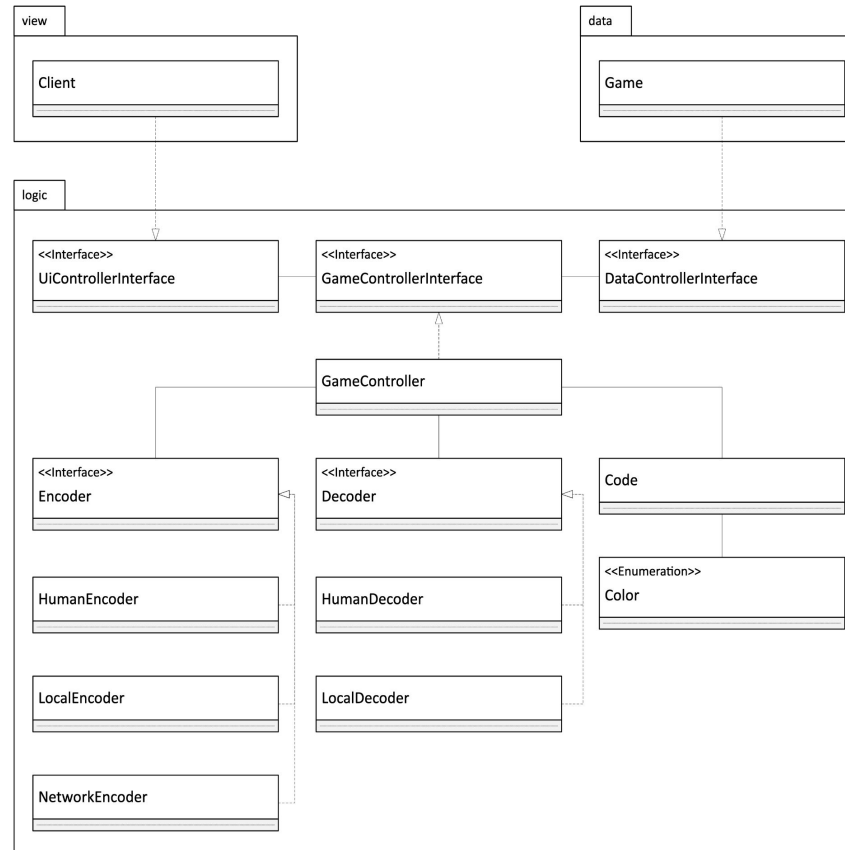 view
data
Client
Game
logic
<<Interface>>
UiControllerInterface
<<Interface>>
GameControllerInterface
<<Interface>>
DataControllerInterface
GameController
<<Interface>>
Encoder
<<Interface>>
Decoder
Code
<<Enumeration>>
Color
HumanEncoder
HumanDecoder
LocalEncoder
LocalDecoder
NetworkEncoder